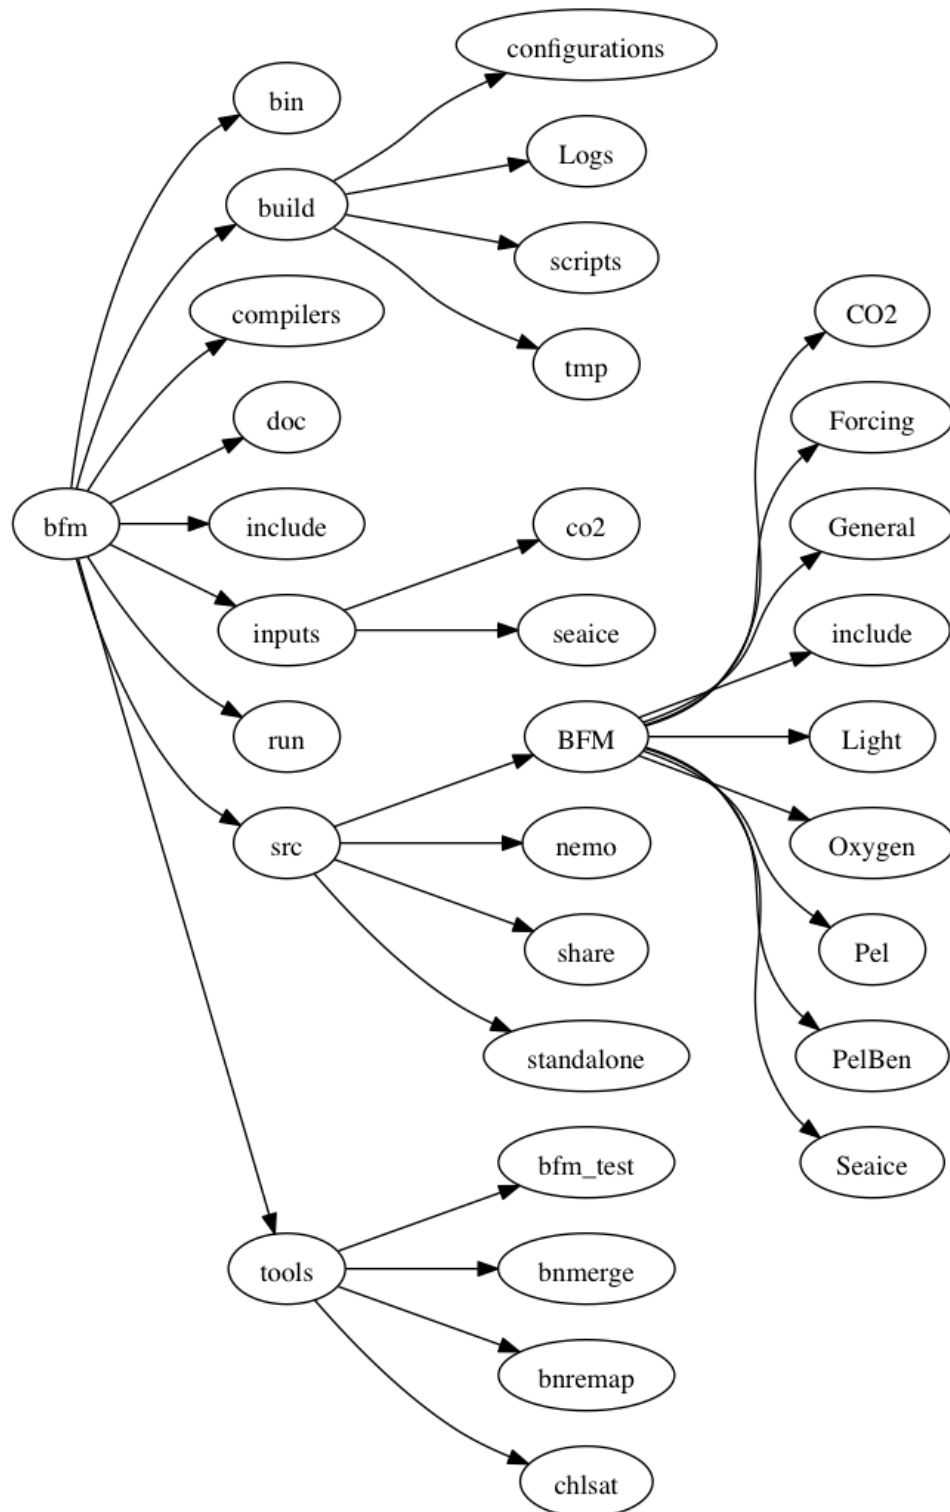 configurations
bin
Logs
build
scripts
CO2
compilers
tmp
doc
Forcing
bfm
include
co2
General
inputs
seaice
include
run
BFM
Light
src
nemo
Oxygen
share
Pel
standalone
PelBen
bfm_test
Seaice
tools
bnmerge
bnremap
chlsat